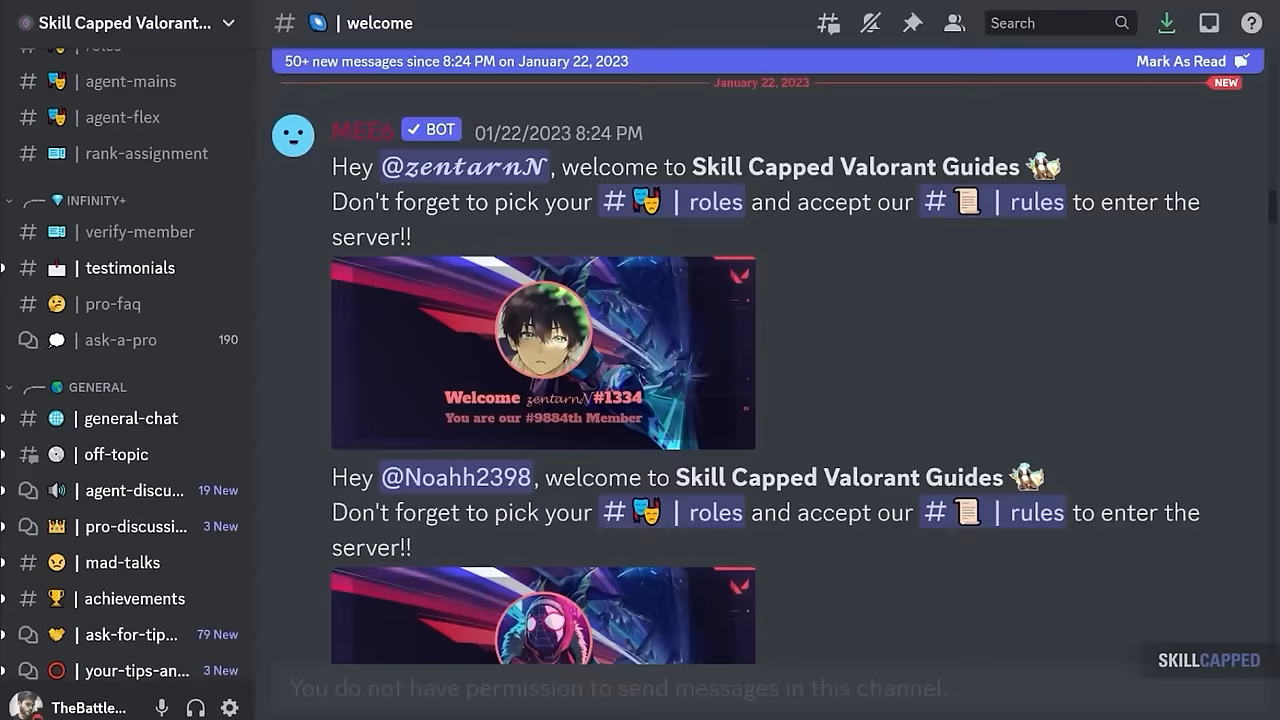 Skill Capped Valorant...
roles
| agent-mains
| agent-flex
| rank-assignment
INFINITY+
| verify-member
| testimonials
| pro-faq
| ask-a-pro 190
GENERAL
| general-chat
| off-topic
| agent-discu... 19 New
| pro-discussi... 3 New
| mad-talks
| achievements
| ask-for-tip... 79 New
| your-tips-an... 3 New
TheBattle...
# | welcome
Search
50+ new messages since 8:24 PM on January 22, 2023 Mark As Read
January 22, 2023 NEW
MEE6 ✓ BOT 01/22/2023 8:24 PM
Hey @𝔃𝓮𝓷𝓽𝓪𝓻𝓷𝓝, welcome to Skill Capped Valorant Guides
Don't forget to pick your # | roles and accept our # | rules to enter the
server!!
Welcome 𝔃𝓮𝓷𝓽𝓪𝓻𝓷𝓝#1334
You are our #9884th Member
Hey @Noahh2398, welcome to Skill Capped Valorant Guides
Don't forget to pick your # | roles and accept our # | rules to enter the
server!!
You do not have permission to send messages in this channel.
SKILLCAPPED